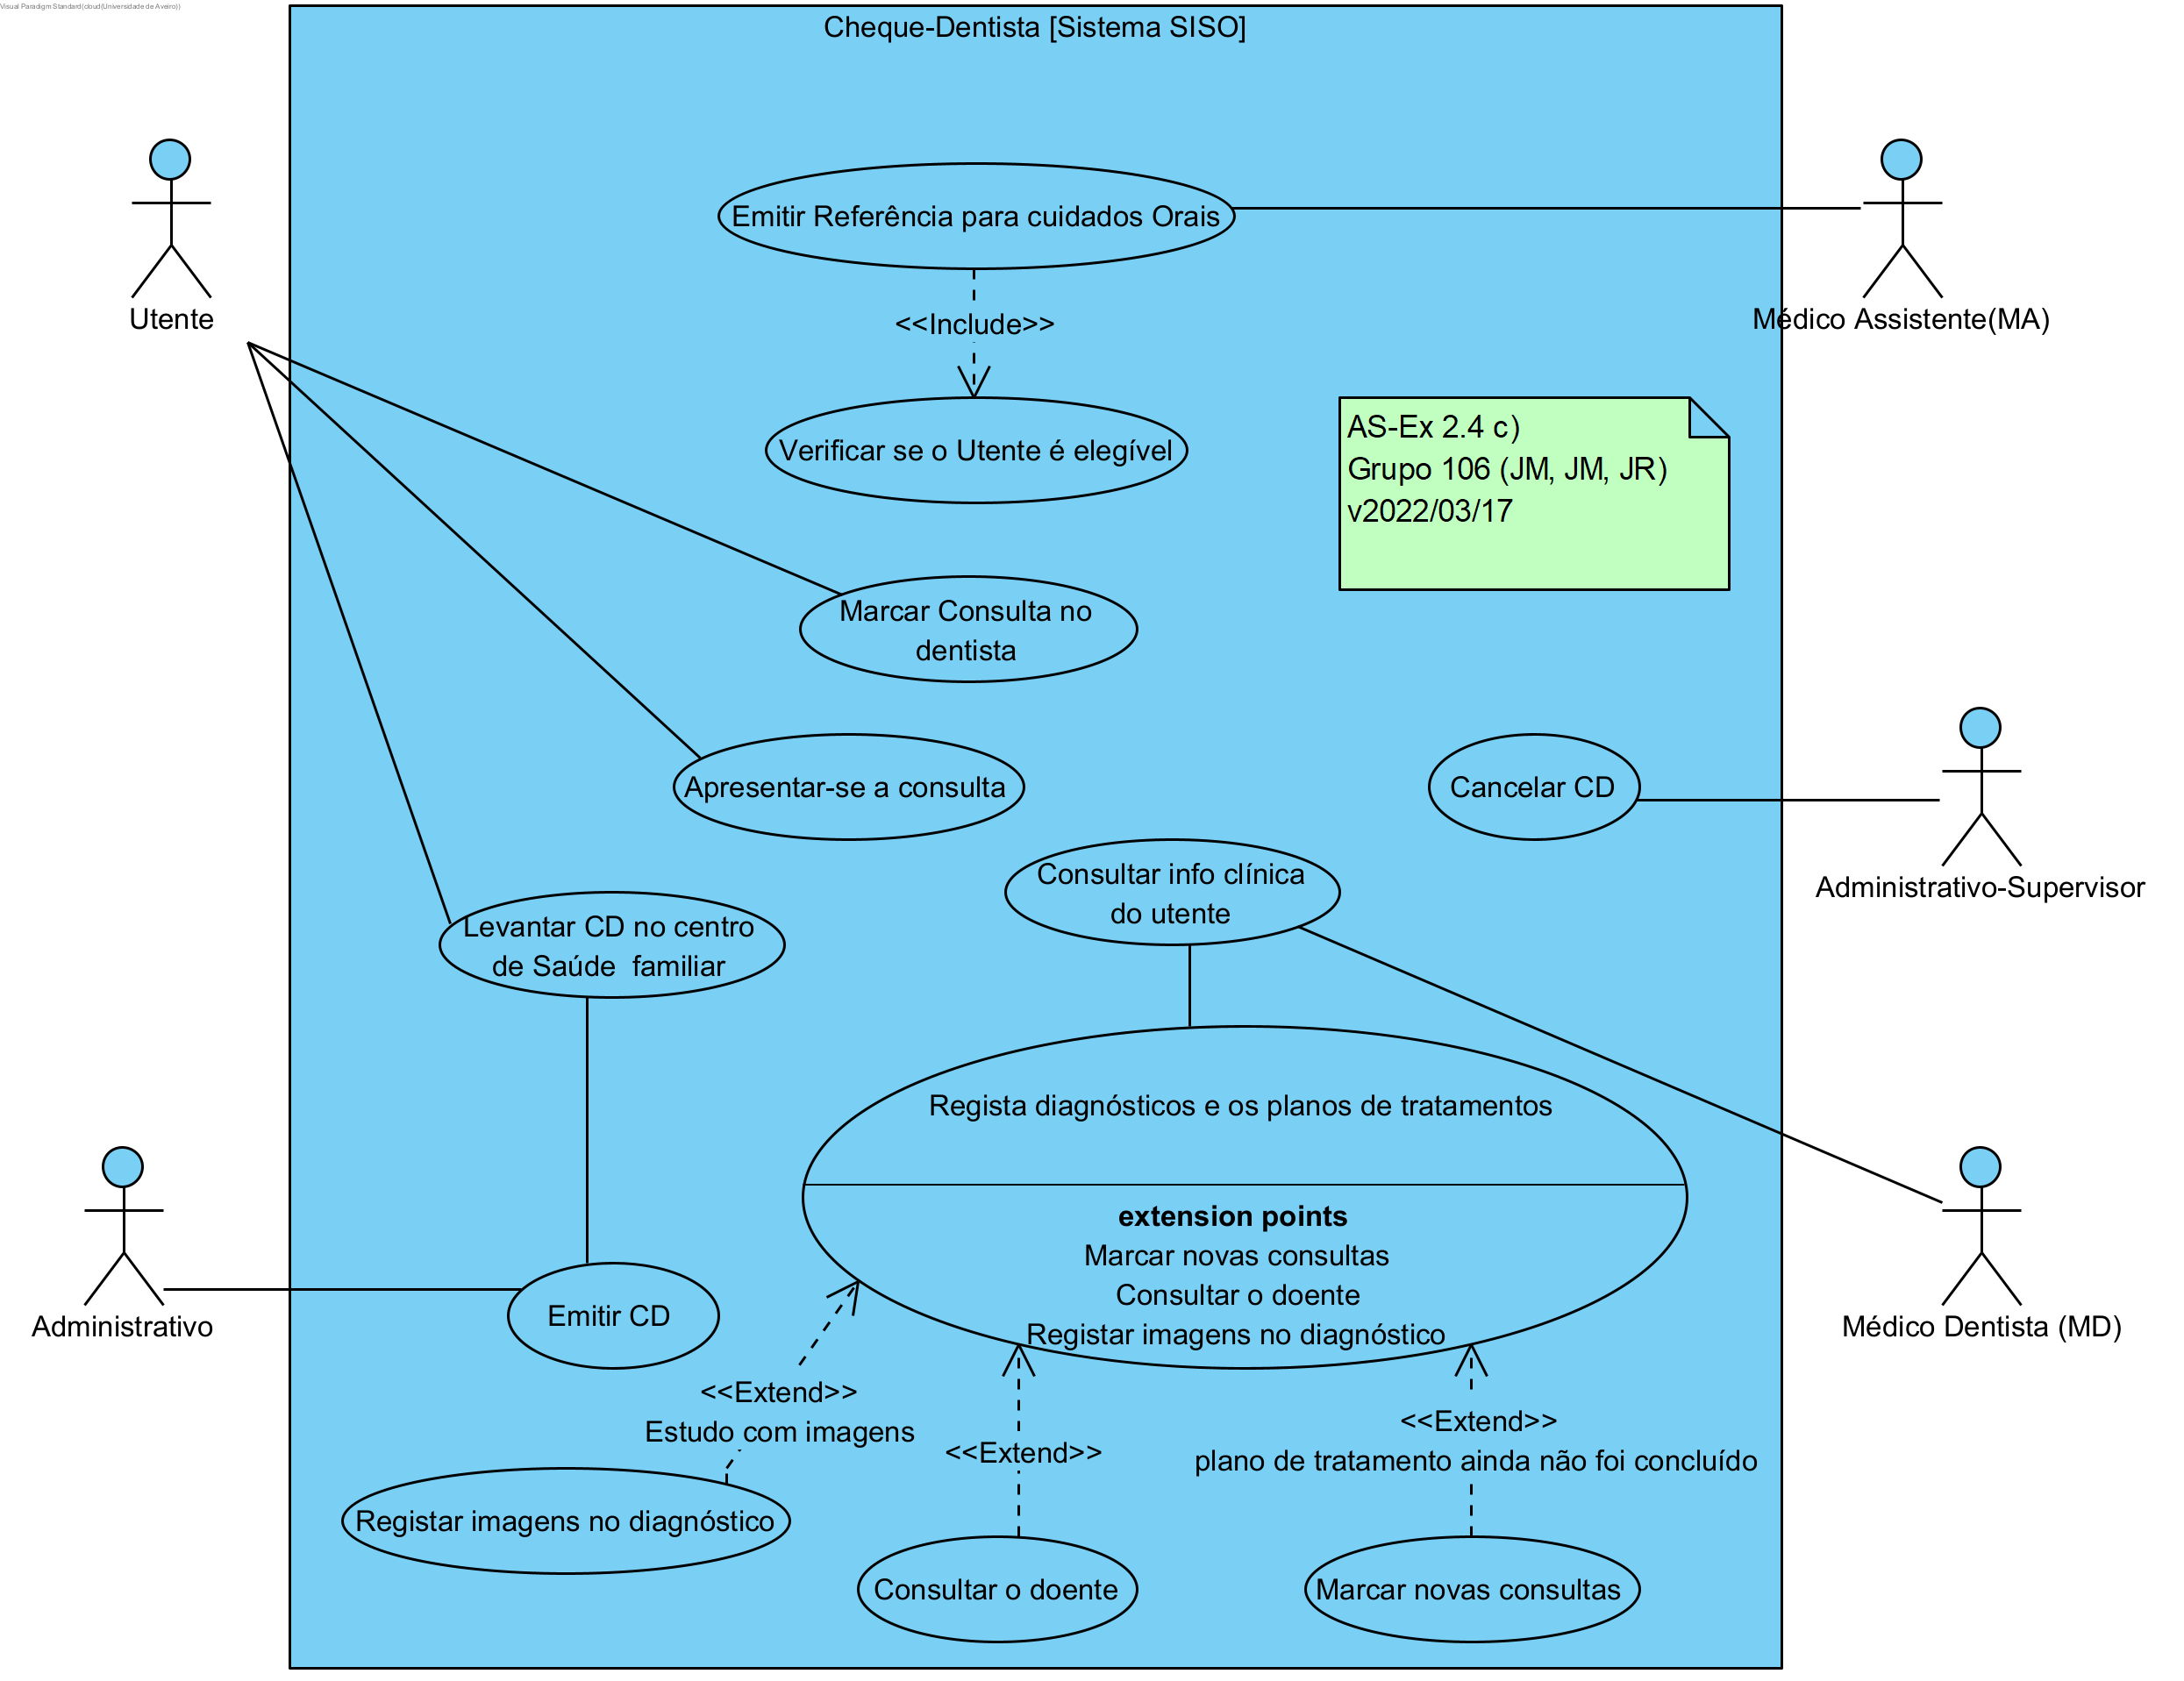 Visual Paradigm Standard(cloud(Universidade de Aveiro))
Cheque-Dentista [Sistema SISO]
Utente
Emitir Referência para cuidados Orais
Médico Assistente(MA)
<<Include>>
Verificar se o Utente é elegível
AS-Ex 2.4 c)
Grupo 106 (JM, JM, JR)
v2022/03/17
Marcar Consulta no
dentista
Apresentar-se a consulta
Cancelar CD
Administrativo-Supervisor
Consultar info clínica
do utente
Levantar CD no centro
de Saúde  familiar
Regista diagnósticos e os planos de tratamentos
extension points
Marcar novas consultas
Consultar o doente
Registar imagens no diagnóstico
Administrativo
Emitir CD
Médico Dentista (MD)
<<Extend>>
Estudo com imagens
<<Extend>>
<<Extend>>
plano de tratamento ainda não foi concluído
Registar imagens no diagnóstico
Consultar o doente
Marcar novas consultas